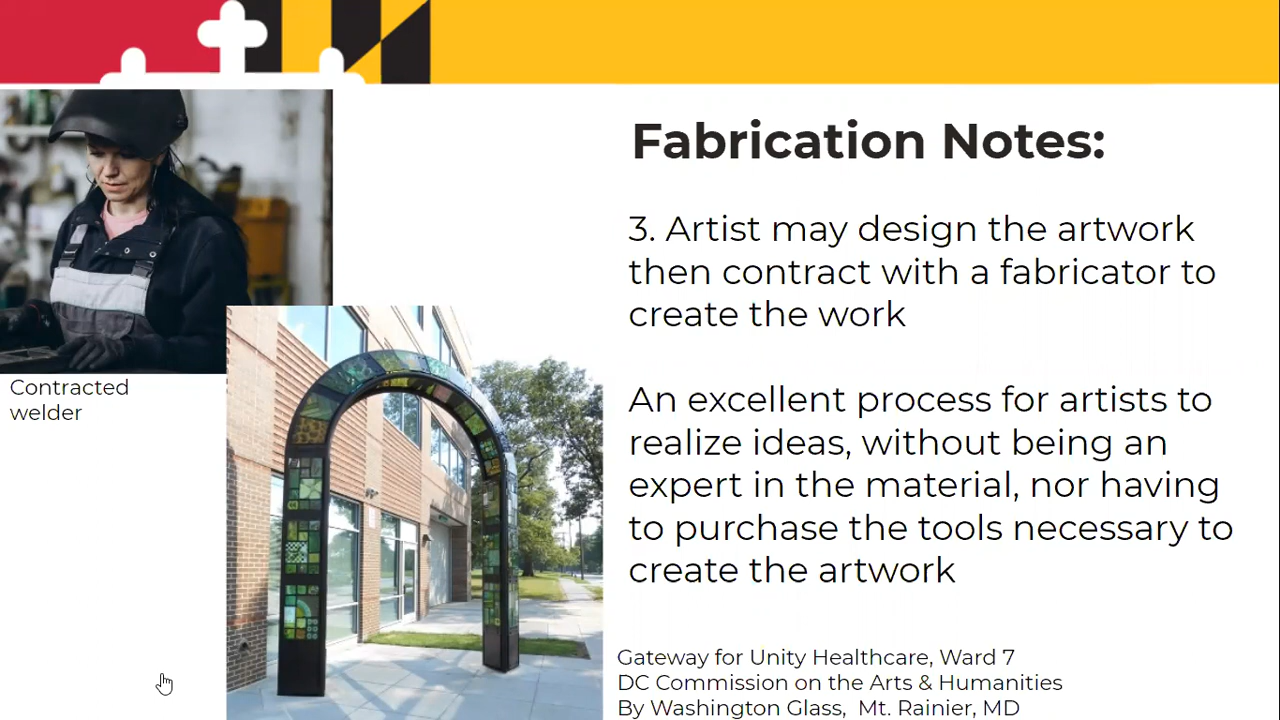 Fabrication Notes:
3. Artist may design the artwork
then contract with a fabricator to
create the work
An excellent process for artists to
realize ideas, without being an
expert in the material, nor having
to purchase the tools necessary to
create the artwork
Contracted
welder
Gateway for Unity Healthcare, Ward 7
DC Commission on the Arts & Humanities
By Washington Glass,  Mt. Rainier, MD